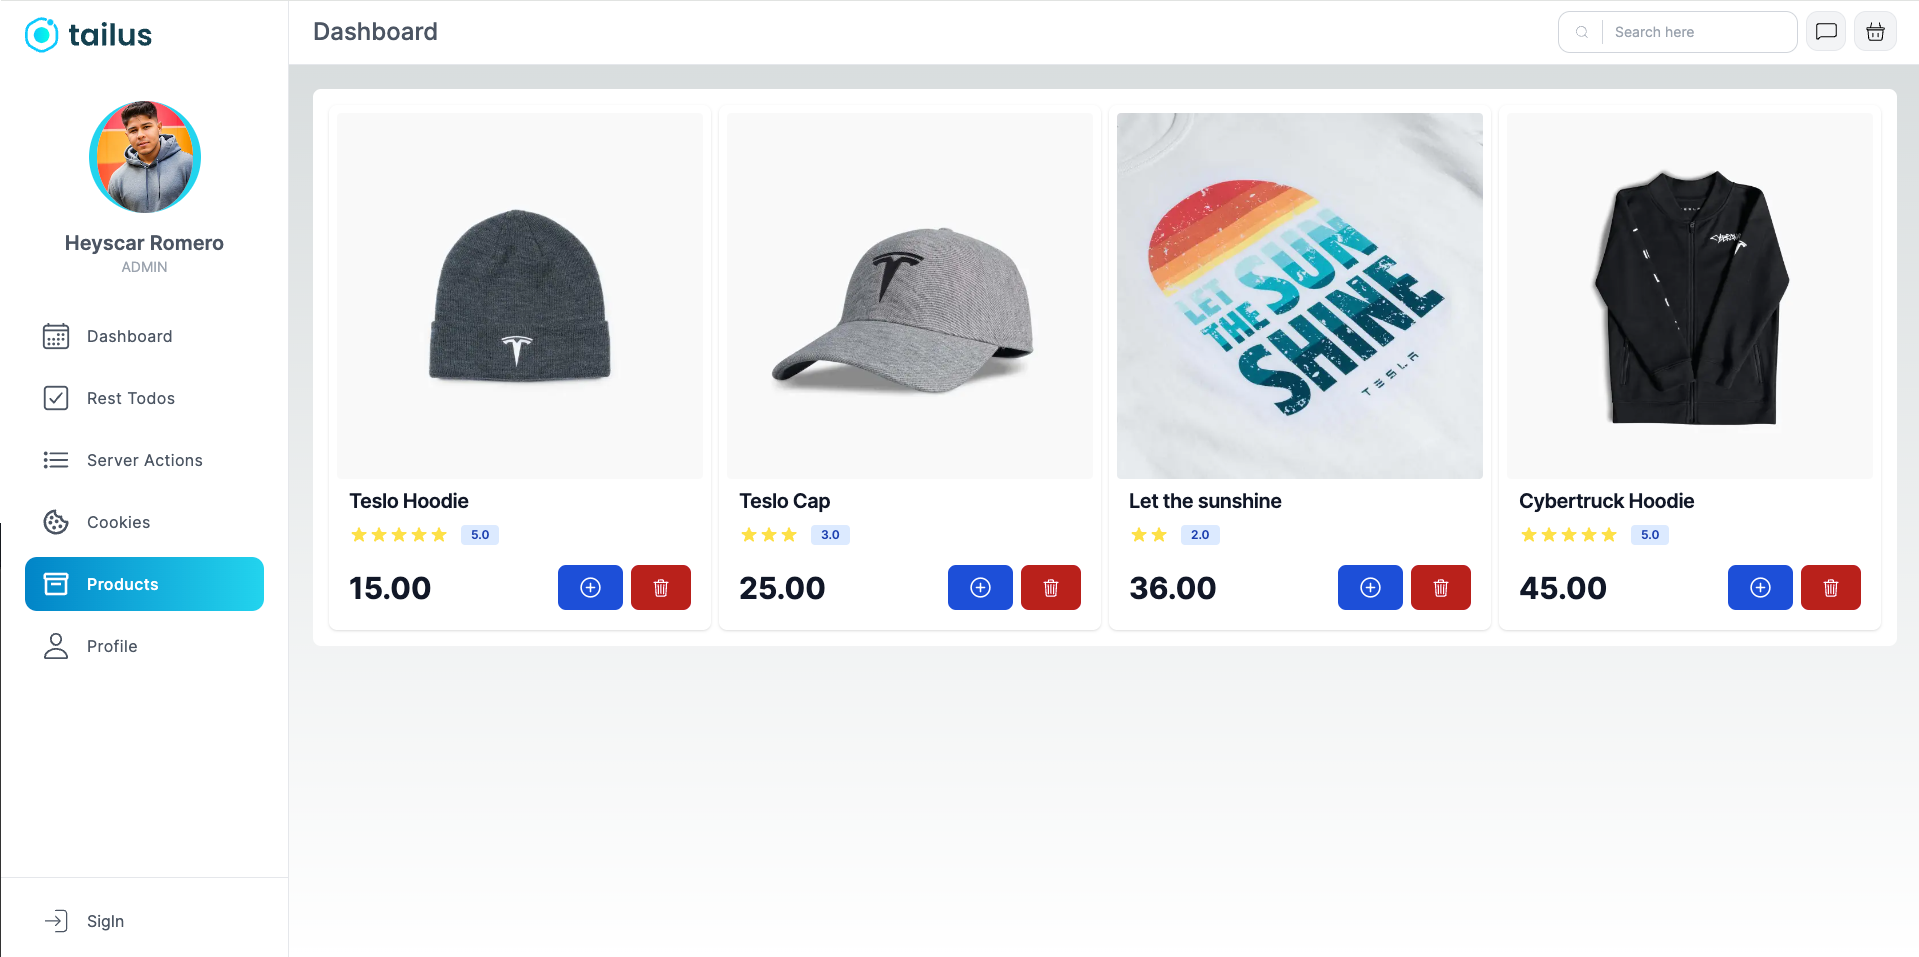 tailus
Dashboard
Search here
Heyscar Romero
ADMIN
Dashboard
Rest Todos
Server Actions
Cookies
Products
Profile
SigIn
LET THE SUN SHINE
TESLA
Teslo Hoodie
5.0
15.00
Teslo Cap
3.0
25.00
Let the sunshine
2.0
36.00
Cybertruck Hoodie
5.0
45.00